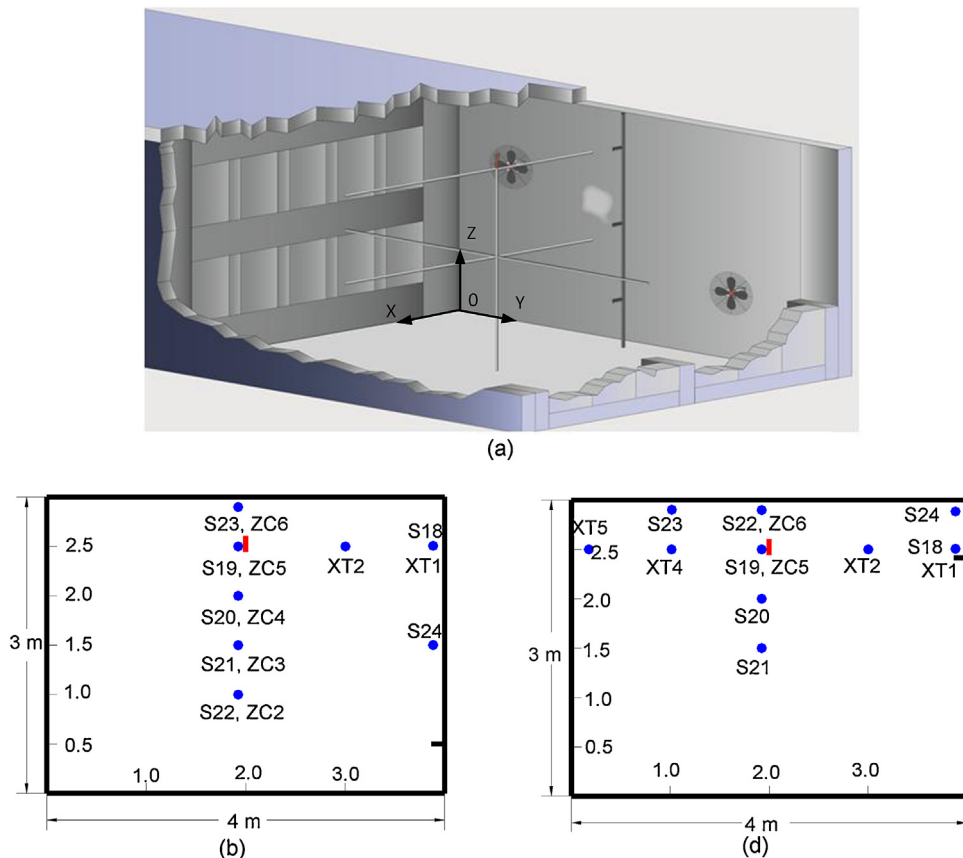 Z
X
O
Y
(a)
S23, ZC6
S18
2.5
S19, ZC5
XT2
XT1
2.0
S20, ZC4
3 m
1.5
S21, ZC3
S24
1.0
S22, ZC2
0.5
1.0
2.0
3.0
4 m
(b)
XT5
S23
S22, ZC6
S24
2.5
XT4
S19, ZC5
XT2
S18
XT1
2.0
S20
3 m
1.5
S21
1.0
0.5
1.0
2.0
3.0
4 m
(d)